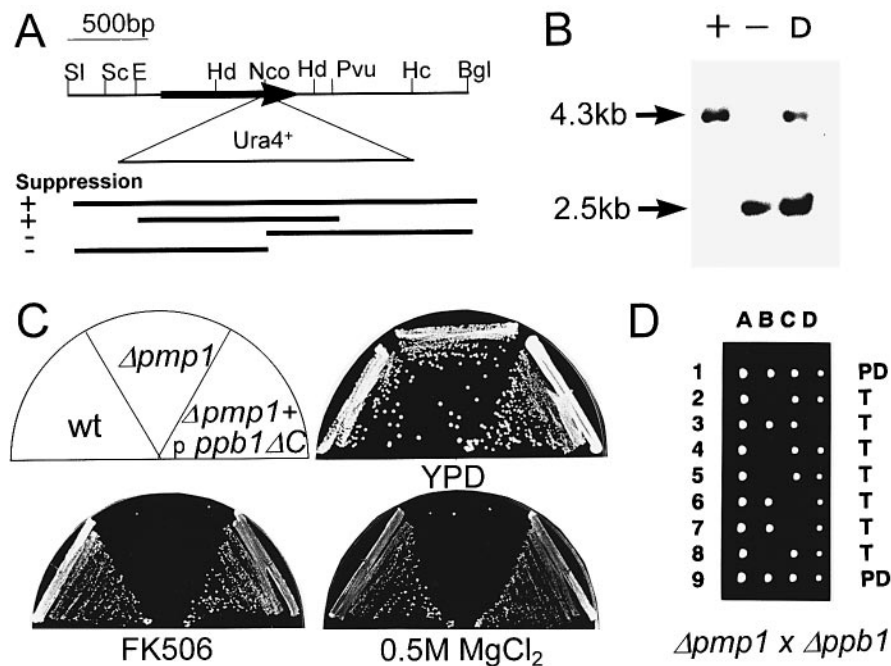 A
500bp
SI Sc E Hd Nco Hd Pvu Hc Bgl
Ura4⁺
Suppression
+
+
-
-
B
+ - D
4.3kb
2.5kb
C
wt
Δpmp1
Δpmp1+
p ppb1ΔC
YPD
FK506
0.5M MgCl₂
D
A B C D
1 PD
2 T
3 T
4 T
5 T
6 T
7 T
8 T
9 PD
Δpmp1 x Δppb1